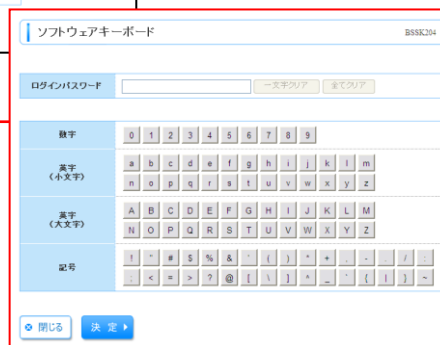 ソフトウェアキーボード
BSSK204
ログインパスワード
一文字クリア
全てクリア
数字
0 1 2 3 4 5 6 7 8 9
英字
(小文字)
a b c d e f g h i j k l m
n o p q r s t u v w x y z
英字
(大文字)
A B C D E F G H I J K L M
N O P Q R S T U V W X Y Z
記号
! " # $ % & ' ( ) * + , - . / :
; < = > ? @ [ \ ] ^ _ ` { | } ~
閉じる
決 定